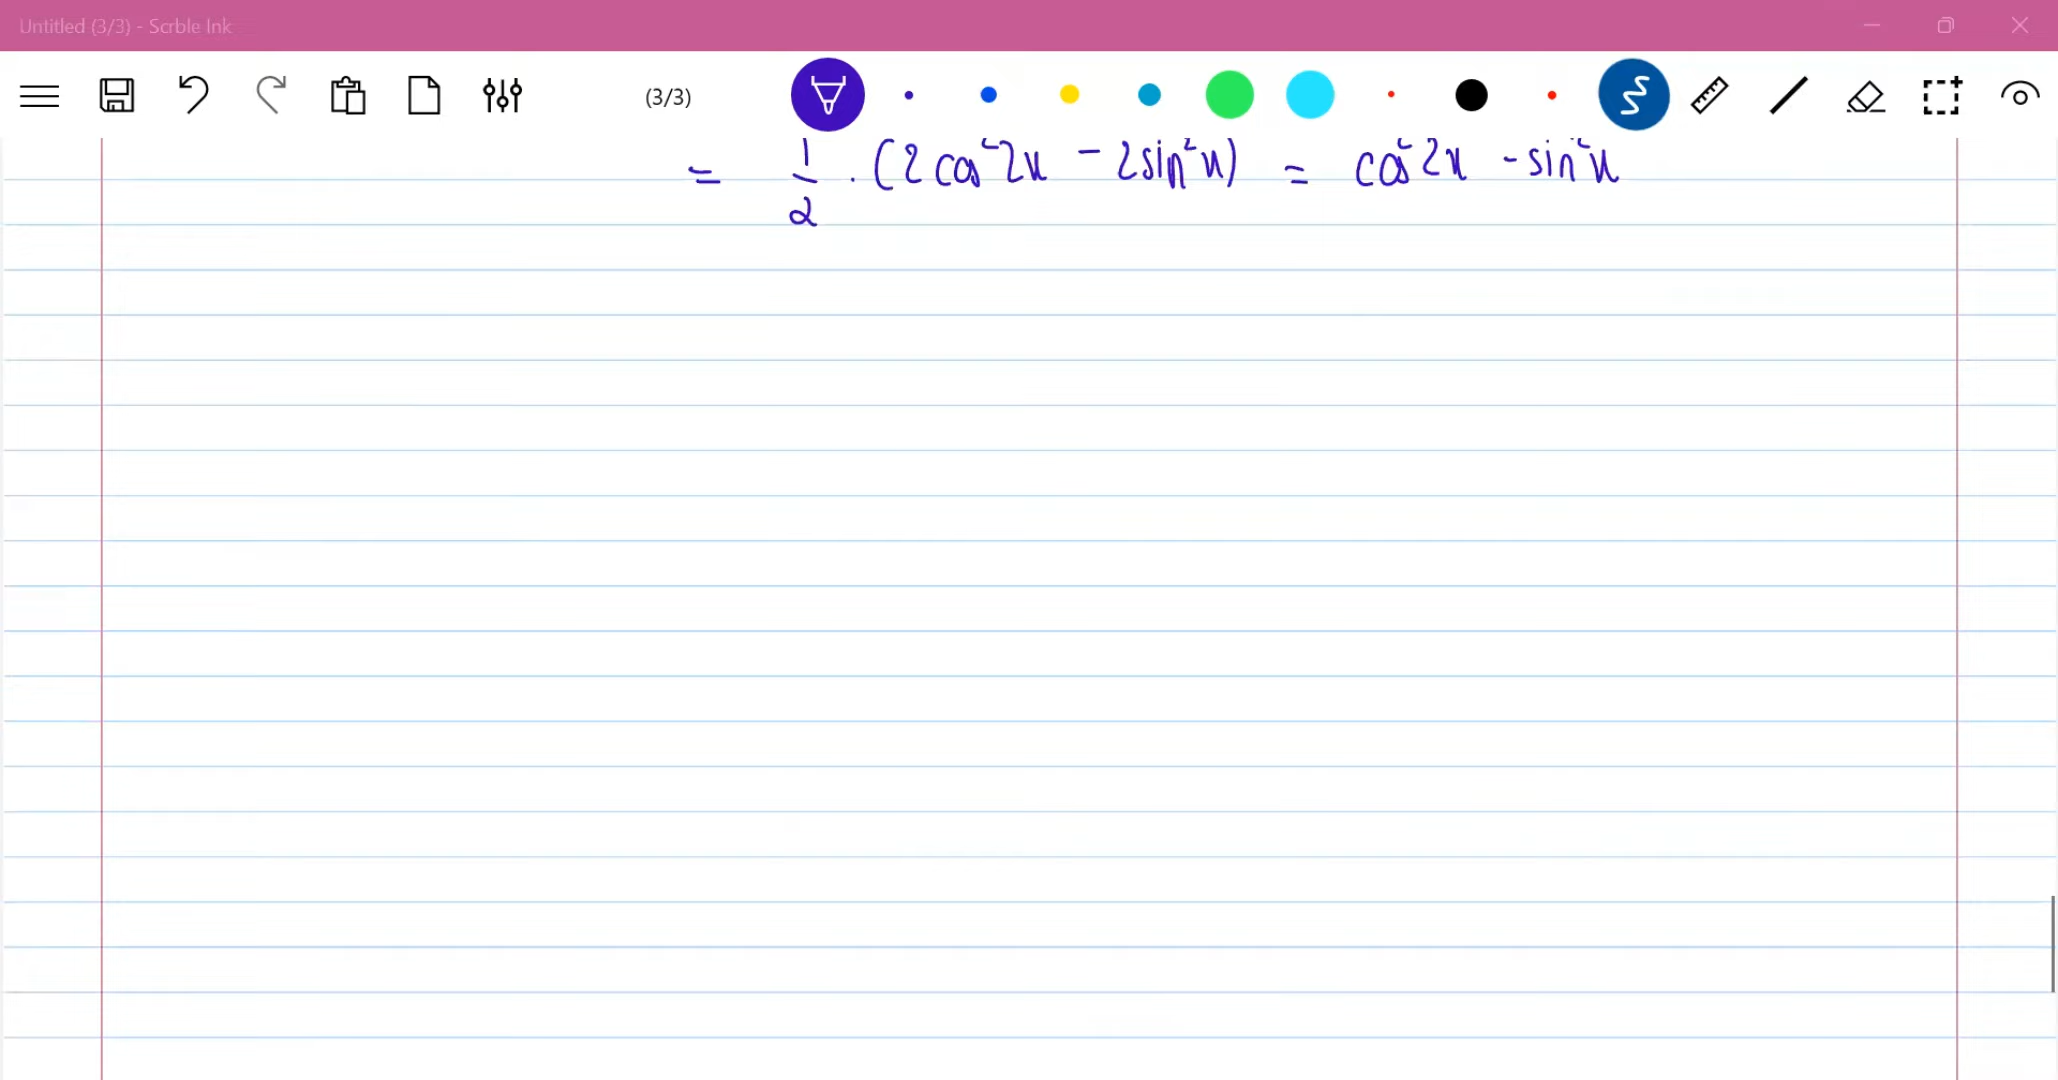 Untitled (3/3) - Scrble Ink
(3/3)
= 1/2 . (2cos²2x - 2sin²x) = cos²2x - sin²x